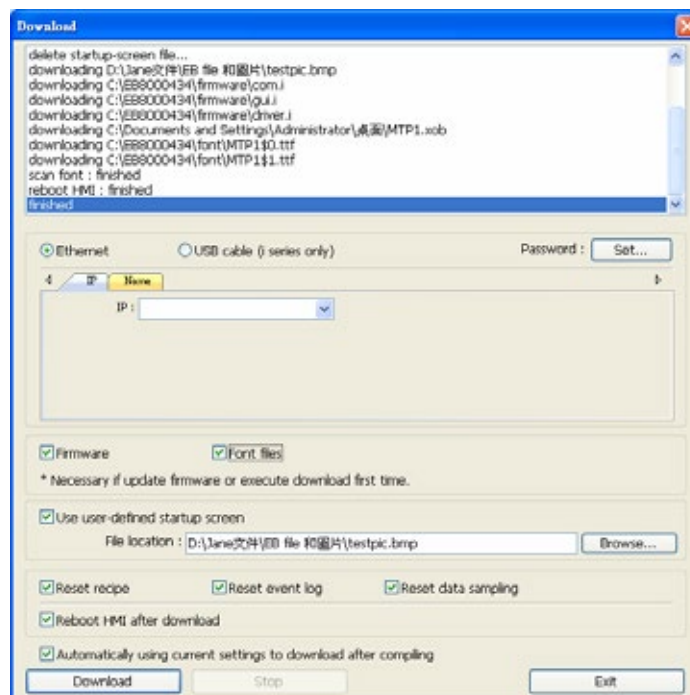 Download
delete startup-screen file...
downloading D:\Jane文件\EB file 和圖片\testpic.bmp
downloading C:\EB8000434\firmware\com.i
downloading C:\EB8000434\firmware\gui.i
downloading C:\EB8000434\firmware\driver.i
downloading C:\Documents and Settings\Administrator\桌面\MTP1.xob
downloading C:\EB8000434\font\MTP1$0.ttf
downloading C:\EB8000434\font\MTP1$1.ttf
scan font : finished
reboot HMI : finished
finished
Ethernet USB cable (i series only) Password : Set...
IP Name
IP :
Firmware Font files
* Necessary if update firmware or execute download first time.
Use user-defined startup screen
File location : D:\Jane文件\EB file 和圖片\testpic.bmp Browse...
Reset recipe Reset event log Reset data sampling
Reboot HMI after download
Automatically using current settings to download after compiling
Download Stop Exit